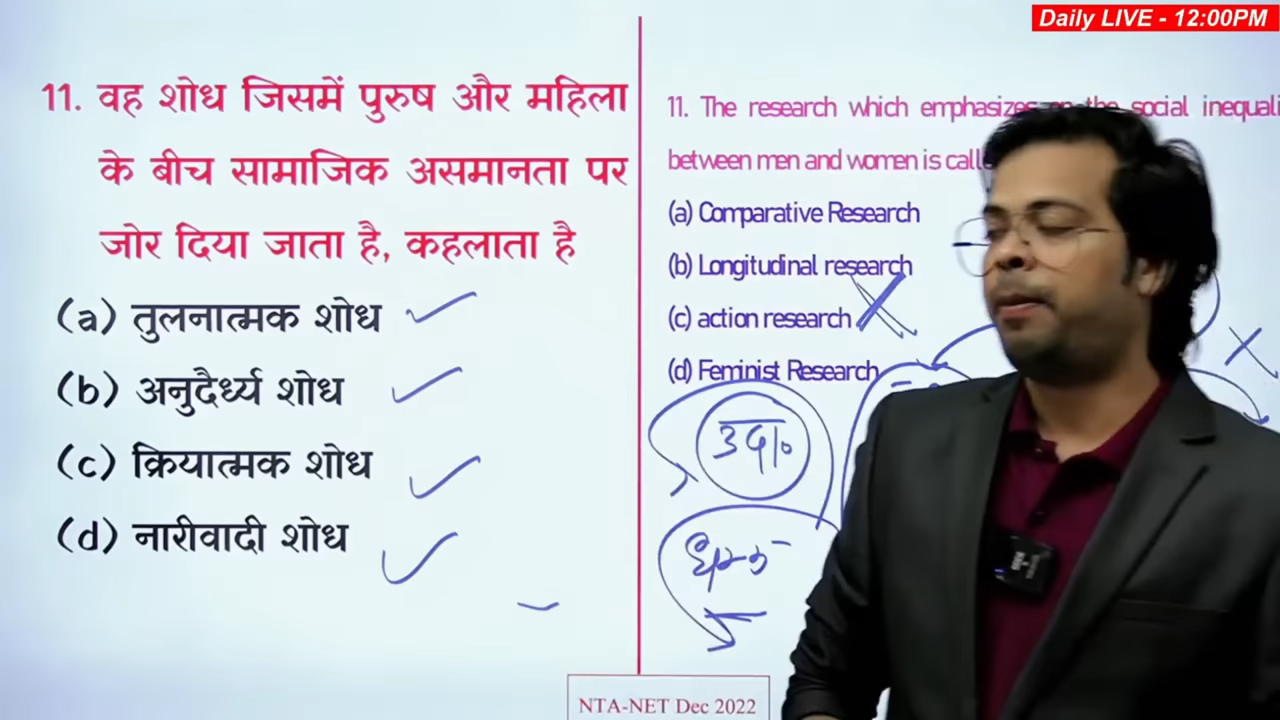 Daily LIVE - 12:00PM
11. वह शोध जिसमें पुरुष और महिला
के बीच सामाजिक असमानता पर
जोर दिया जाता है, कहलाता है
(a) तुलनात्मक शोध
(b) अनुदैर्ध्य शोध
(c) क्रियात्मक शोध
(d) नारीवादी शोध
11. The research which emphasizes on the social
between men and women is
(a) Comparative Research
(b) Longitudinal research
(c) action research
(d) Feminist Research
NTA-NET Dec 2022